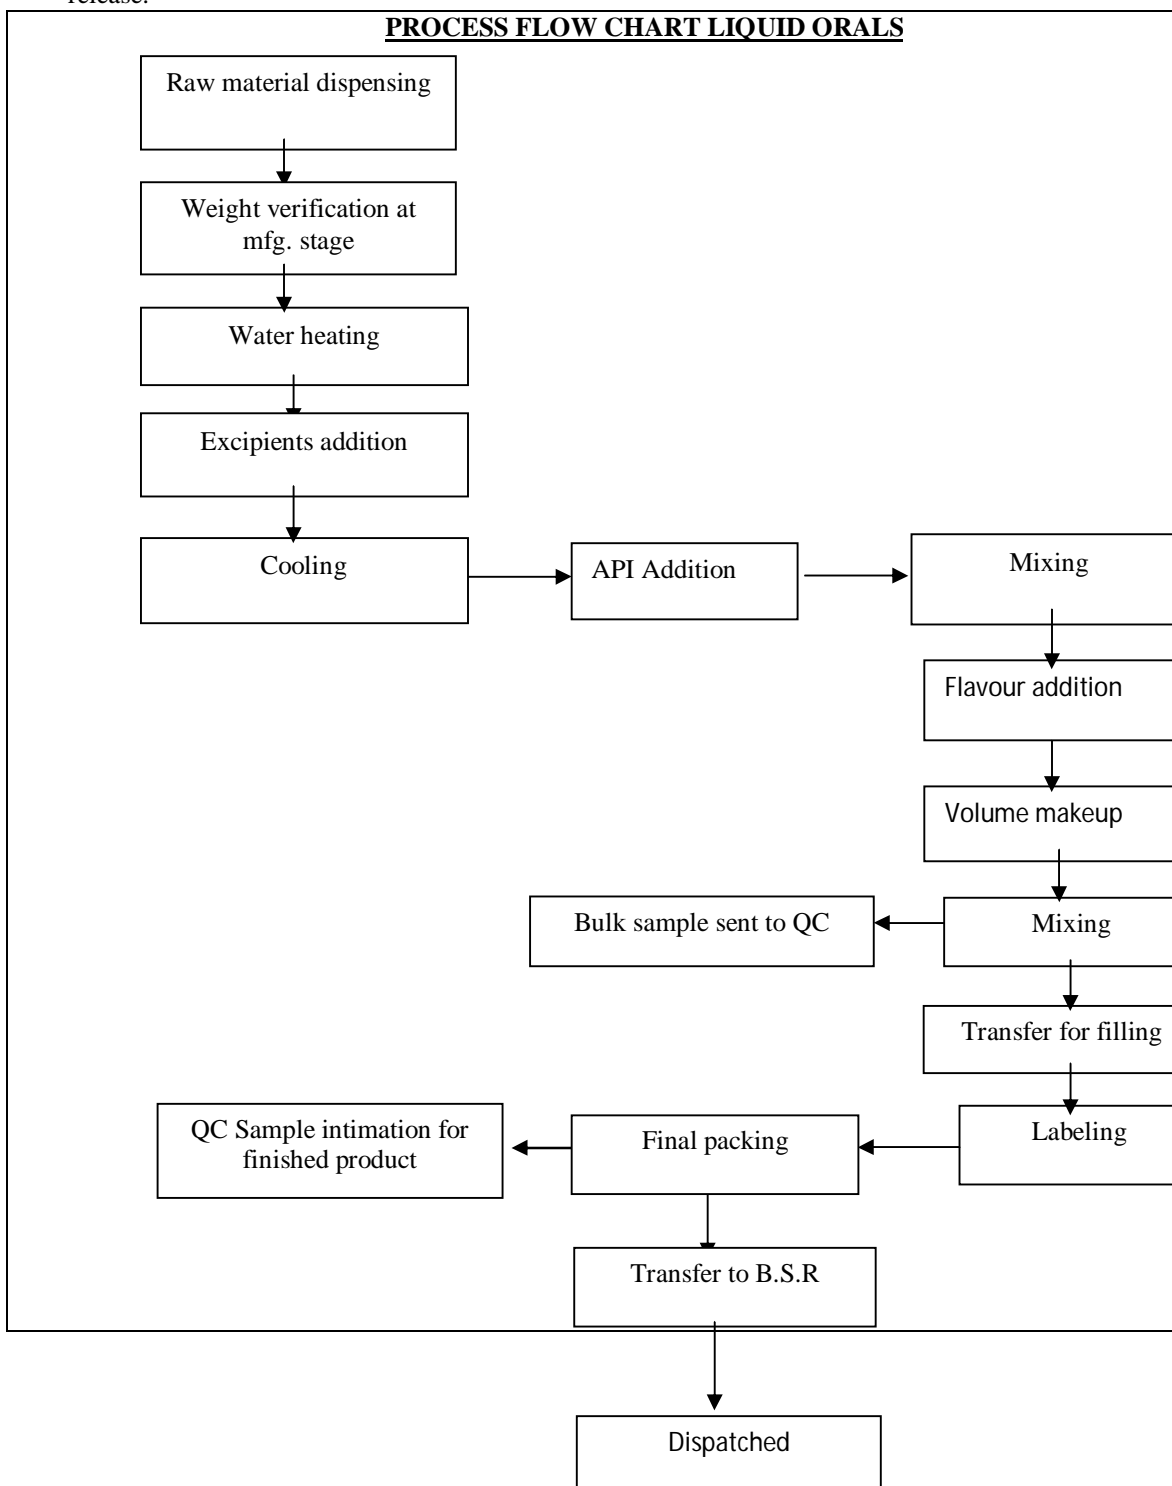 release.
PROCESS FLOW CHART LIQUID ORALS
Raw material dispensing
Weight verification at
mfg. stage
Water heating
Excipients addition
Cooling
API Addition
Mixing
Flavour addition
Volume makeup
Mixing
Bulk sample sent to QC
Transfer for filling
Labeling
Final packing
QC Sample intimation for
finished product
Transfer to B.S.R
Dispatched